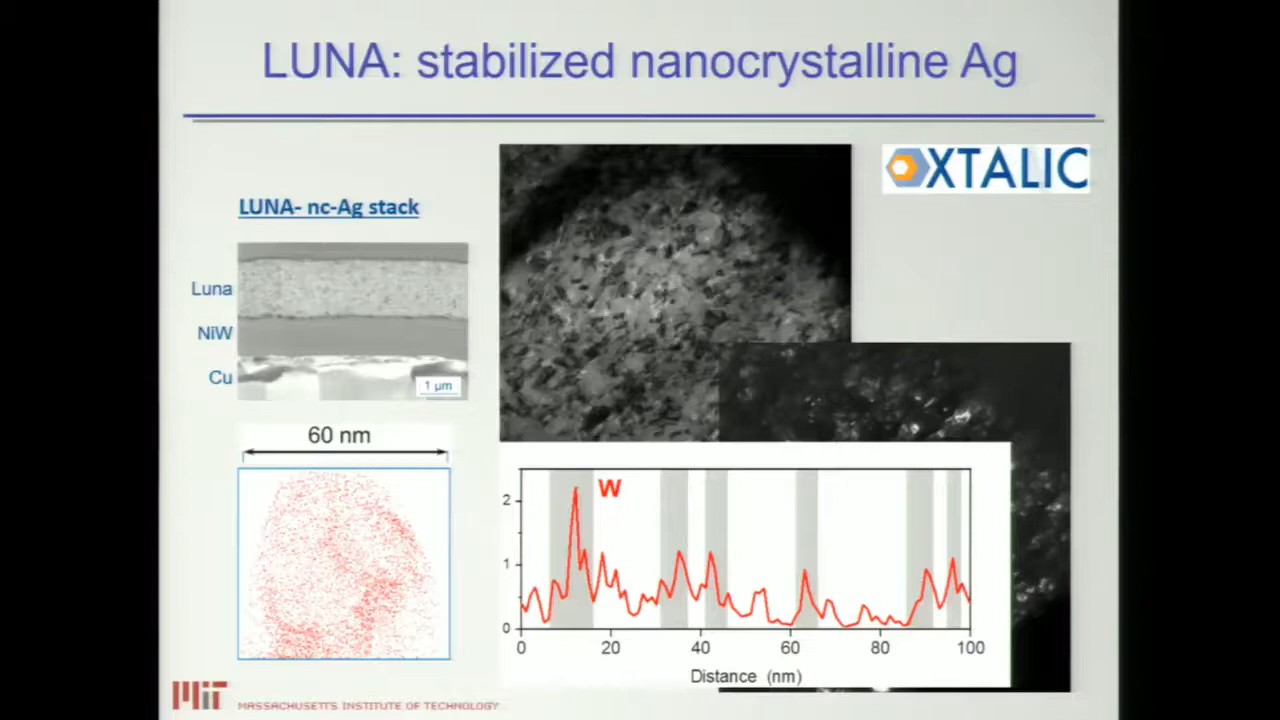 LUNA: stabilized nanocrystalline Ag
XTALIC
LUNA- nc-Ag stack
Luna
NiW
Cu
1 µm
60 nm
W
2
1
0
0 20 40 60 80 100
Distance (nm)
MIT
MASSACHUSETTS INSTITUTE OF TECHNOLOGY